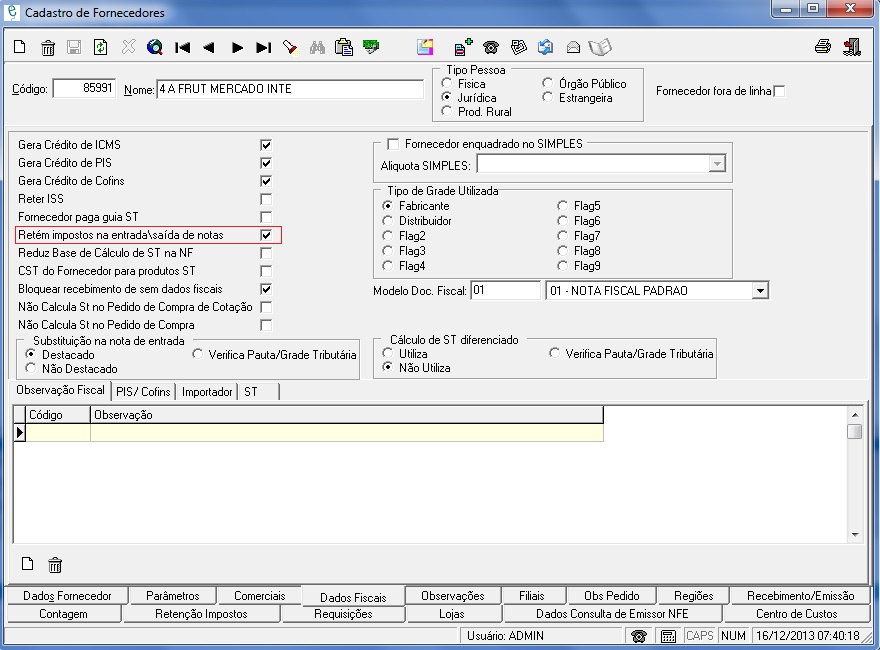 Cadastro de Fornecedores
Código: 85991 Nome: 4 A FRUT MERCADO INTE
Tipo Pessoa
Fisica Órgão Público
Jurídica Estrangeira
Prod. Rural
Fornecedor fora de linha
Gera Crédito de ICMS
Gera Crédito de PIS
Gera Crédito de Cofins
Reter ISS
Fornecedor paga guia ST
Retém impostos na entrada\saída de notas
Reduz Base de Cálculo de ST na NF
CST do Fornecedor para produtos ST
Bloquear recebimento de sem dados fiscais
Não Calcula St no Pedido de Compra de Cotação
Não Calcula St no Pedido de Compra
Fornecedor enquadrado no SIMPLES
Aliquota SIMPLES:
Tipo de Grade Utilizada
Fabricante Flag5
Distribuidor Flag6
Flag2 Flag7
Flag3 Flag8
Flag4 Flag9
Modelo Doc. Fiscal: 01 01 - NOTA FISCAL PADRAO
Substituição na nota de entrada
Destacado Verifica Pauta/Grade Tributária
Não Destacado
Cálculo de ST diferenciado
Utiliza Verifica Pauta/Grade Tributária
Não Utiliza
Observação Fiscal PIS/ Cofins Importador ST
Código Observação
Dados Fornecedor Parâmetros Comerciais Dados Fiscais Observações Filiais Obs Pedido Regiões Recebimento/Emissão
Contagem Retenção Impostos Requisições Lojas Dados Consulta de Emissor NFE Centro de Custos
Usuário: ADMIN CAPS NUM 16/12/2013 07:40:18